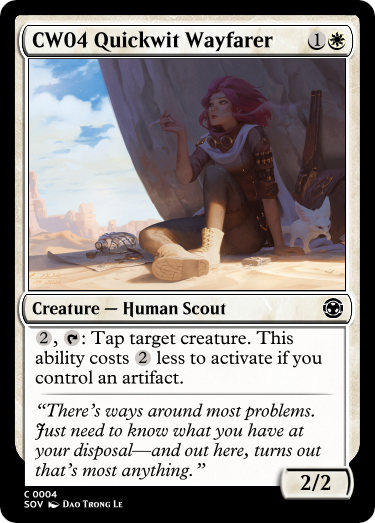 CW04 Quickwit Wayfarer 1
Creature — Human Scout
2, : Tap target creature. This
ability costs 2 less to activate if you
control an artifact.
“There's ways around most problems.
Just need to know what you have at
your disposal—and out here, turns out
that's most anything.”
2/2
C 0004
SOV Dao Trong Le